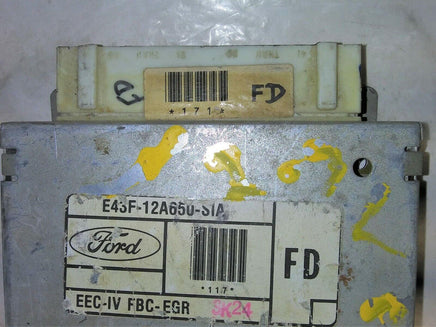 FD
*171*
E43F-12A650-S1A
Ford
FD
*117*
EEC-IV FBC-EGR SK24